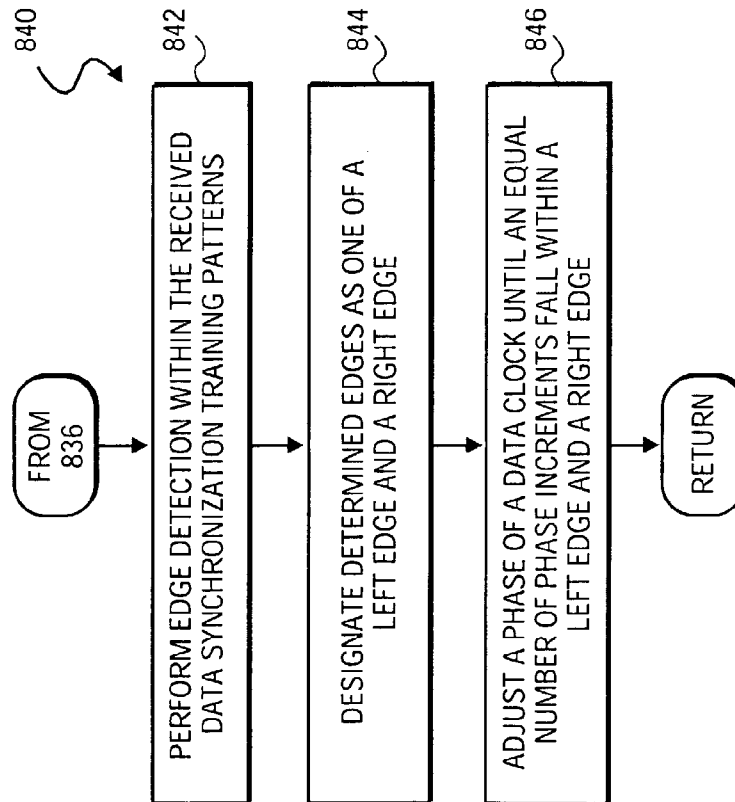 840
FROM
836
PERFORM EDGE DETECTION WITHIN THE RECEIVED
DATA SYNCHRONIZATION TRAINING PATTERNS
842
DESIGNATE DETERMINED EDGES AS ONE OF A
LEFT EDGE AND A RIGHT EDGE
844
ADJUST A PHASE OF A DATA CLOCK UNTIL AN EQUAL
NUMBER OF PHASE INCREMENTS FALL WITHIN A
LEFT EDGE AND A RIGHT EDGE
846
RETURN